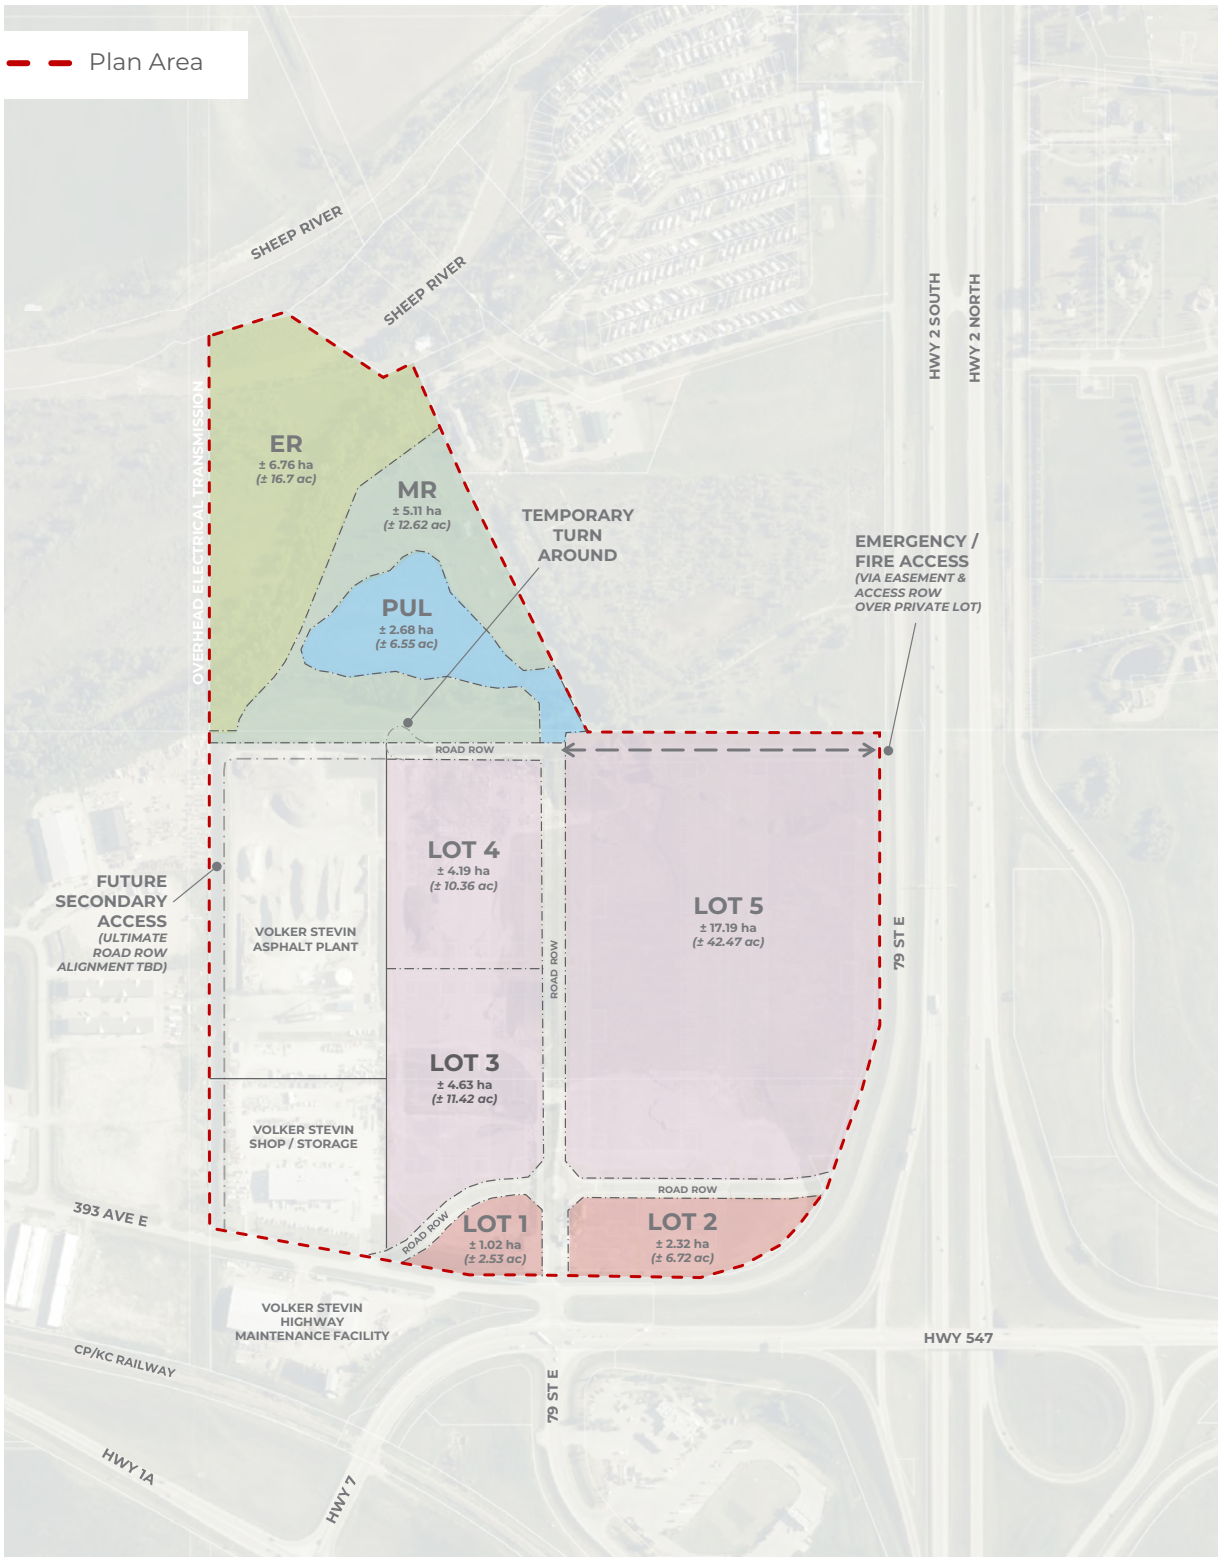 Plan Area
SHEEP RIVER
SHEEP RIVER
HWY 2 SOUTH
HWY 2 NORTH
OVERHEAD ELECTRICAL TRANSMISSION
ER
± 6.76 ha
(± 16.7 ac)
MR
± 5.11 ha
(± 12.62 ac)
TEMPORARY
TURN
AROUND
EMERGENCY /
FIRE ACCESS
(VIA EASEMENT &
ACCESS ROW
OVER PRIVATE LOT)
PUL
± 2.68 ha
(± 6.55 ac)
ROAD ROW
LOT 4
± 4.19 ha
(± 10.36 ac)
FUTURE
SECONDARY
ACCESS
(ULTIMATE
ROAD ROW
ALIGNMENT TBD)
VOLKER STEVIN
ASPHALT PLANT
LOT 5
± 17.19 ha
(± 42.47 ac)
79 ST E
ROAD ROW
LOT 3
± 4.63 ha
(± 11.42 ac)
VOLKER STEVIN
SHOP / STORAGE
ROAD ROW
393 AVE E
ROAD ROW
LOT 1
± 1.02 ha
(± 2.53 ac)
LOT 2
± 2.32 ha
(± 6.72 ac)
VOLKER STEVIN
HIGHWAY
MAINTENANCE FACILITY
HWY 547
CP/KC RAILWAY
79 ST E
HWY 1A
HWY 7